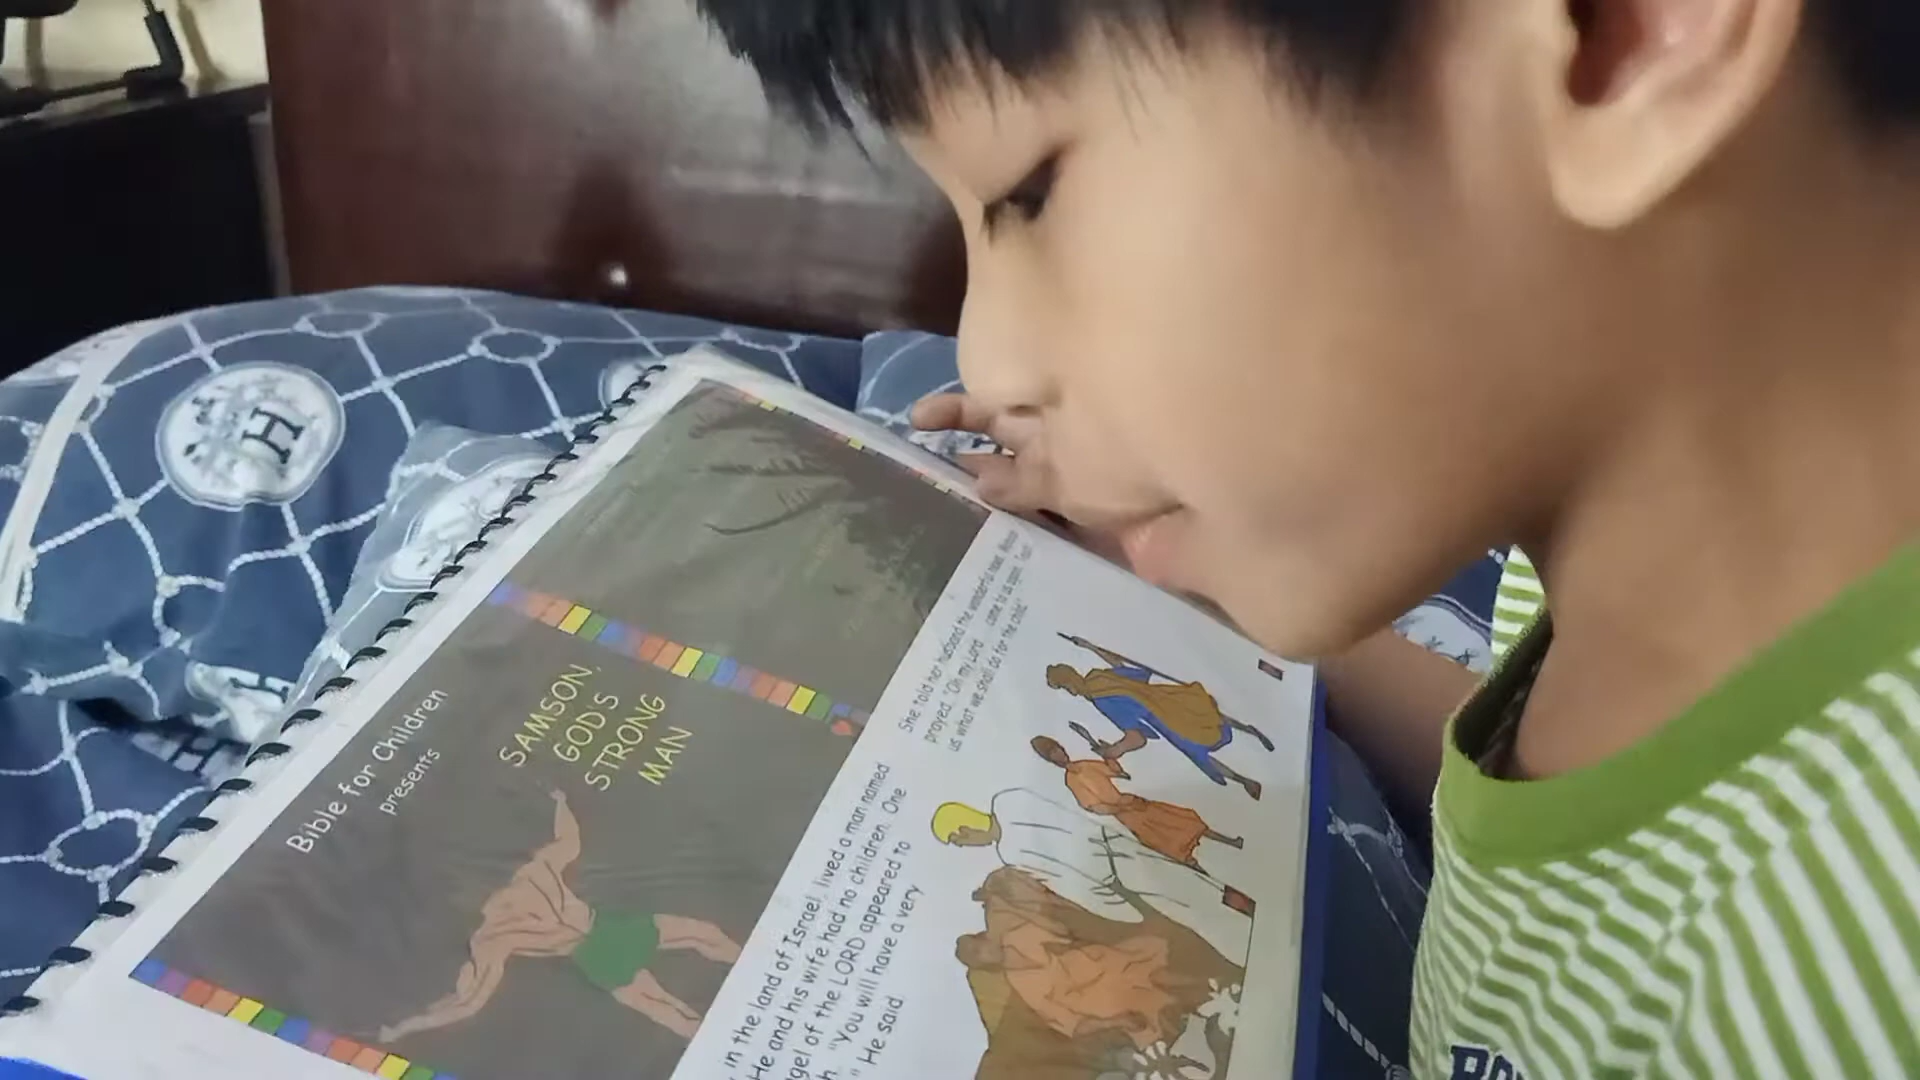 Bible for Children
presents
SAMSON,
GOD'S
STRONG
MAN
in the land of Israel, lived a man named
He and his wife had no children. One
gel of the LORD appeared to
"You will have a very
" He said.
She told her husband the wonderful news.
prayed, "Oh my Lord come to us again. Teach
us what we shall do for the child."
H
H